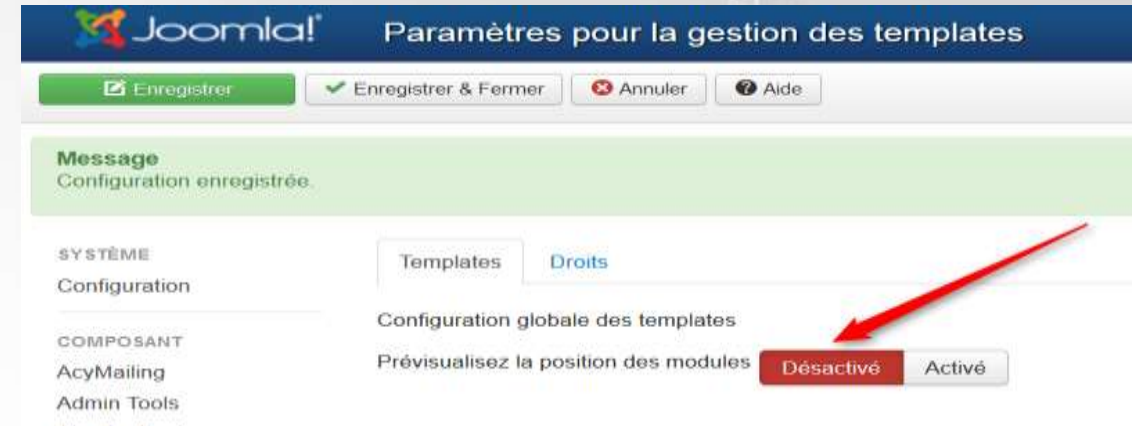 Joomla! Paramètres pour la gestion des templates
Enregistrer Enregistrer & Fermer Annuler Aide
Message
Configuration enregistrée.
SYSTÈME
Configuration
COMPOSANT
AcyMailing
Admin Tools
Templates Droits
Configuration globale des templates
Prévisualisez la position des modules Désactivé Activé